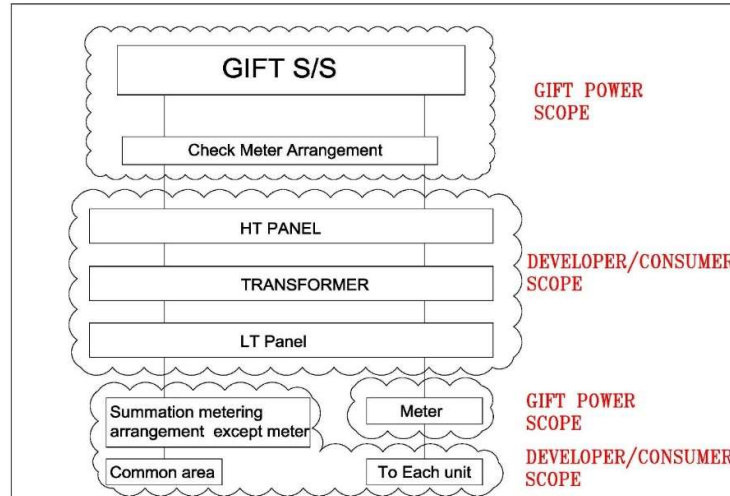 GIFT S/S
GIFT POWER
SCOPE
Check Meter Arrangement
HT PANEL
DEVELOPER/CONSUMER
SCOPE
TRANSFORMER
LT Panel
Summation metering
arrangement except meter
Meter
GIFT POWER
SCOPE
Common area
To Each unit
DEVELOPER/CONSUMER
SCOPE